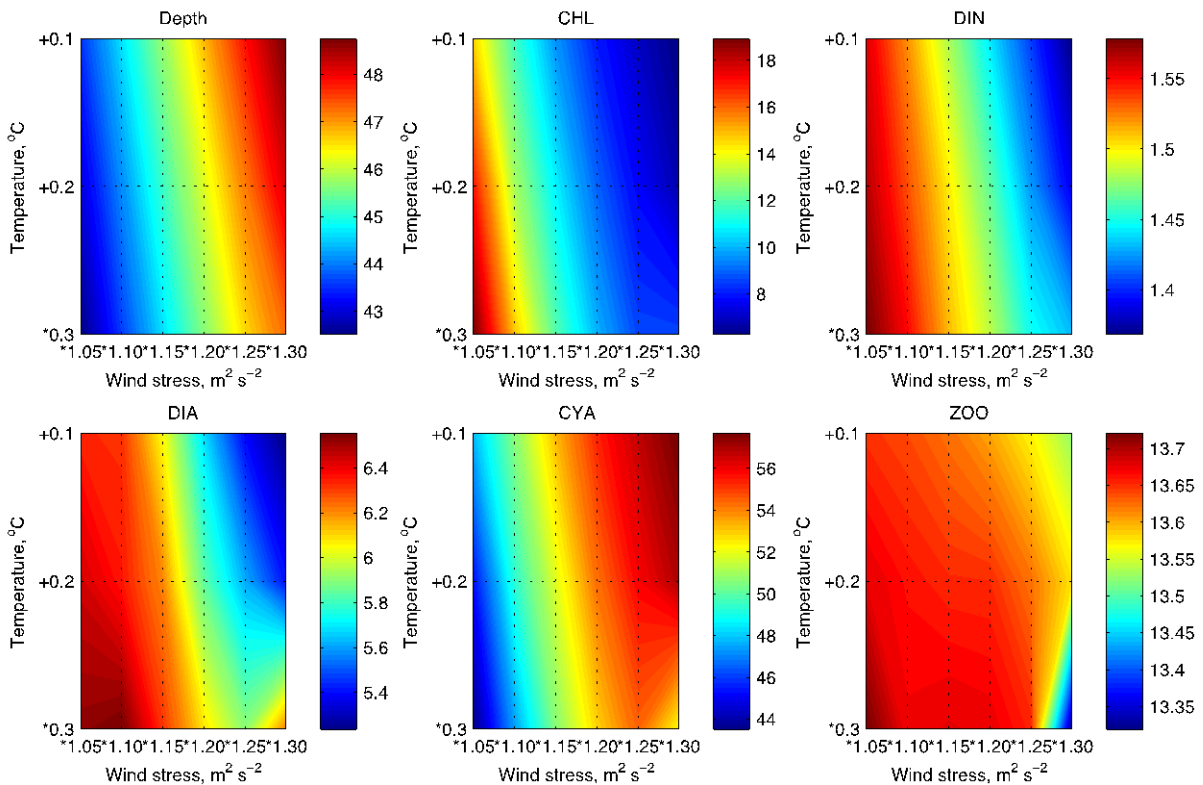 Depth CHL DIN
+0.1 48 47 46 45 44 43 +0.1 18 16 14 12 10 8 +0.1 1.55 1.5 1.45 1.4
Temperature, °C Temperature, °C Temperature, °C
+0.2 +0.2 +0.2
*0.3 *0.3 *0.3
*1.05 *1.10 *1.15 *1.20 *1.25 *1.30 *1.05 *1.10 *1.15 *1.20 *1.25 *1.30 *1.05 *1.10 *1.15 *1.20 *1.25 *1.30
Wind stress, m² s⁻² Wind stress, m² s⁻² Wind stress, m² s⁻²
DIA CYA ZOO
+0.1 6.4 6.2 6 5.8 5.6 5.4 +0.1 56 54 52 50 48 46 44 +0.1 13.7 13.65 13.6 13.55 13.5 13.45 13.4 13.35
Temperature, °C Temperature, °C Temperature, °C
+0.2 +0.2 +0.2
*0.3 *0.3 *0.3
*1.05 *1.10 *1.15 *1.20 *1.25 *1.30 *1.05 *1.10 *1.15 *1.20 *1.25 *1.30 *1.05 *1.10 *1.15 *1.20 *1.25 *1.30
Wind stress, m² s⁻² Wind stress, m² s⁻² Wind stress, m² s⁻²